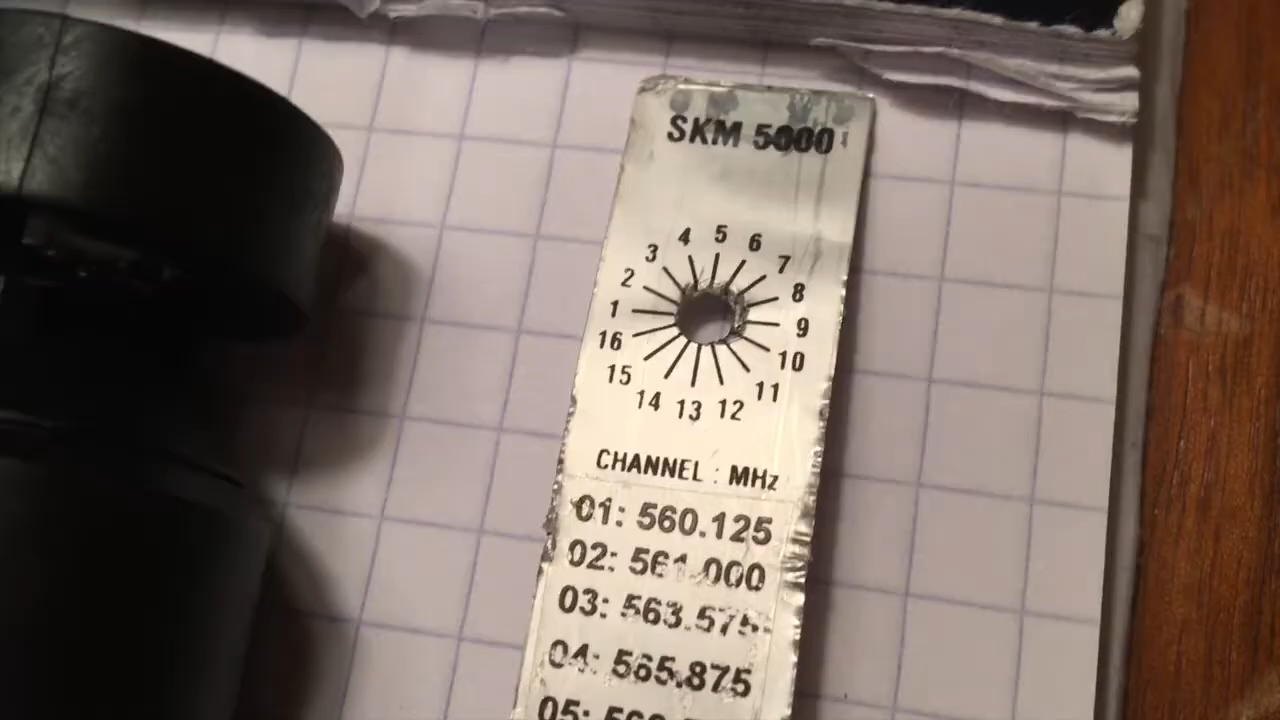 SKM 5000
4 5 6
3 7
2 8
1 9
16 10
15 11
14 13 12
CHANNEL : MHz
01: 560.125
02: 561.000
03: 563.575
04: 565.875
05: